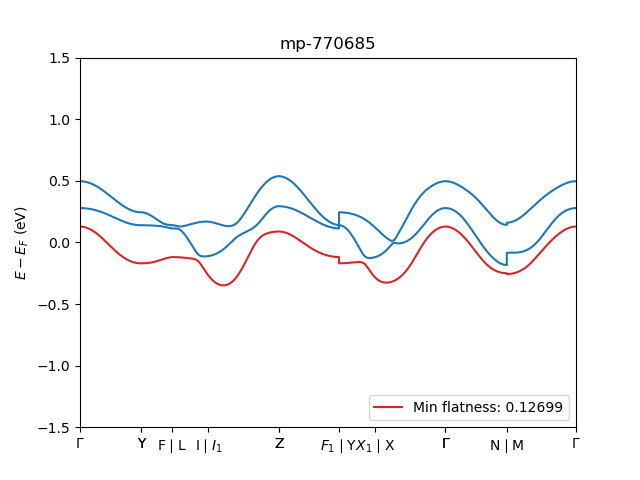 mp-770685
E − E_F (eV)
1.5
1.0
0.5
0.0
−0.5
−1.0
−1.5
Min flatness: 0.12699
Γ Y F | L I | I₁ Z F₁ | Y X₁ | X Γ N | M Γ